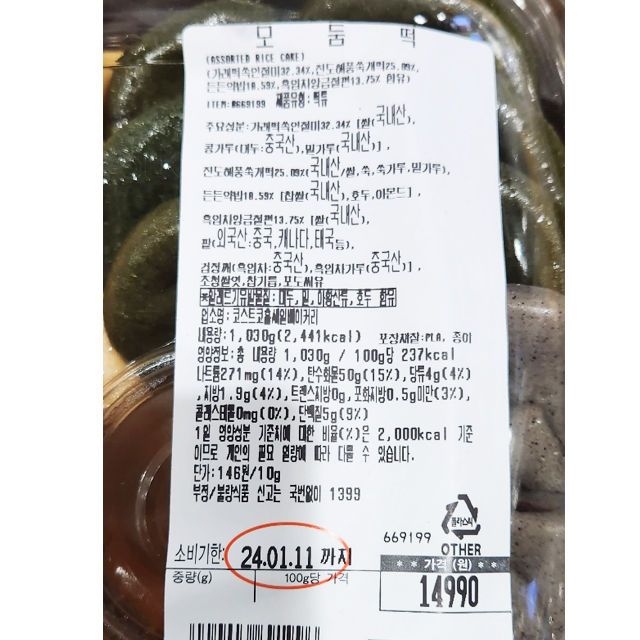 모둠떡
(ASSORTED RICE CAKE)
(가래떡쑥인절미32.34%,진도해풍쑥개떡25.09%,
든든약밥18.59%,흑임자앙금절편13.75% 함유)
ITEM:#669199 제품유형:떡류
주요성분:가래떡쑥인절미32.34% [쌀(국내산),
콩가루(대두:중국산),밀가루(국내산)],
진도해풍쑥개떡25.09%(국내산/쌀,쑥,쑥가루,밀가루),
든든약밥18.59% [찹쌀(국내산),호두,아몬드],
흑임자앙금절편13.75% [쌀(국내산),
팥(외국산:중국,캐나다,태국등),
검정깨(흑임자:중국산),흑임자가루(중국산)],
조청쌀엿,참기름,포도씨유
*알레르기유발물질:대두,밀,아황산류,호두 함유
업소명:코스트코홀세일베이커리
내용량:1,030g(2,441kcal) 포장재질:PLA, 종이
영양정보:총 내용량 1,030g / 100g당 237kcal
나트륨271mg(14%),탄수화물50g(15%),당류4g(4%)
,지방1.9g(4%),트랜스지방0g,포화지방0.5g미만(3%),
콜레스테롤0mg(0%),단백질5g(9%)
1일 영양성분 기준치에 대한 비율(%)은 2,000kcal 기준
이므로 개인의 필요 열량에 따라 다를 수 있습니다.
단가:146원/10g
부정/불량식품 신고는 국번없이 1399
플라스틱
OTHER
669199
소비기한: 24.01.11 까지
중량(g) 100g당 가격
** 가격 (원) **
14990